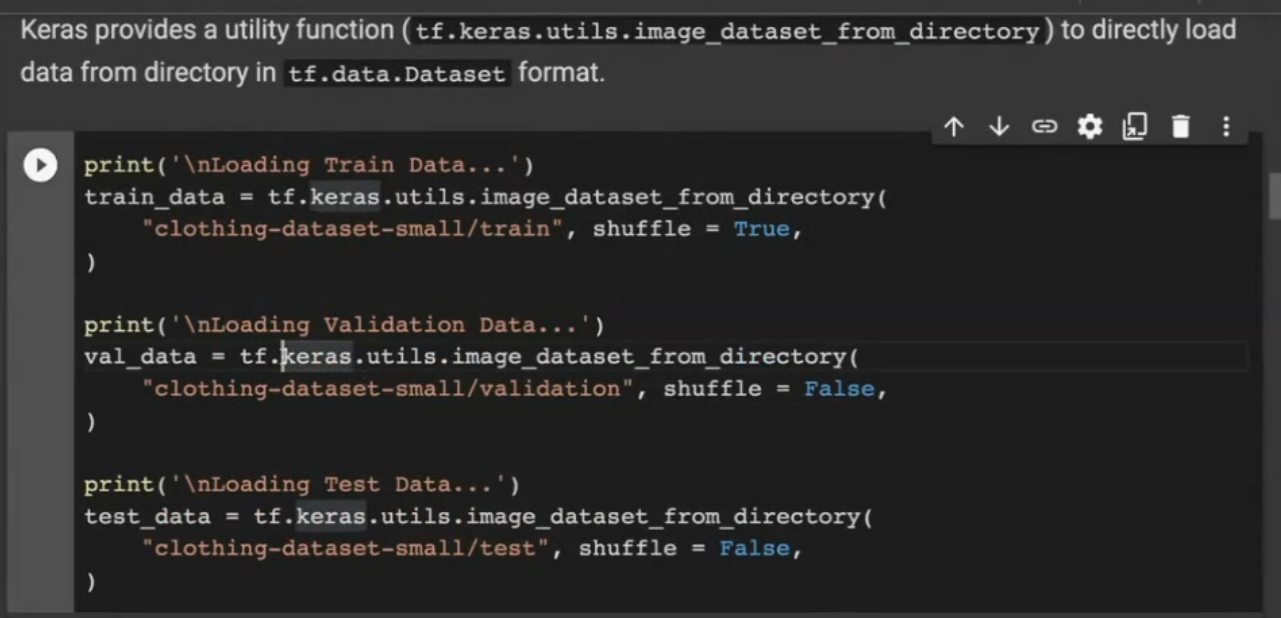 Keras provides a utility function (tf.keras.utils.image_dataset_from_directory) to directly load
data from directory in tf.data.Dataset format.
print('\nLoading Train Data...')
train_data = tf.keras.utils.image_dataset_from_directory(
    "clothing-dataset-small/train", shuffle = True,
)
print('\nLoading Validation Data...')
val_data = tf.keras.utils.image_dataset_from_directory(
    "clothing-dataset-small/validation", shuffle = False,
)
print('\nLoading Test Data...')
test_data = tf.keras.utils.image_dataset_from_directory(
    "clothing-dataset-small/test", shuffle = False,
)